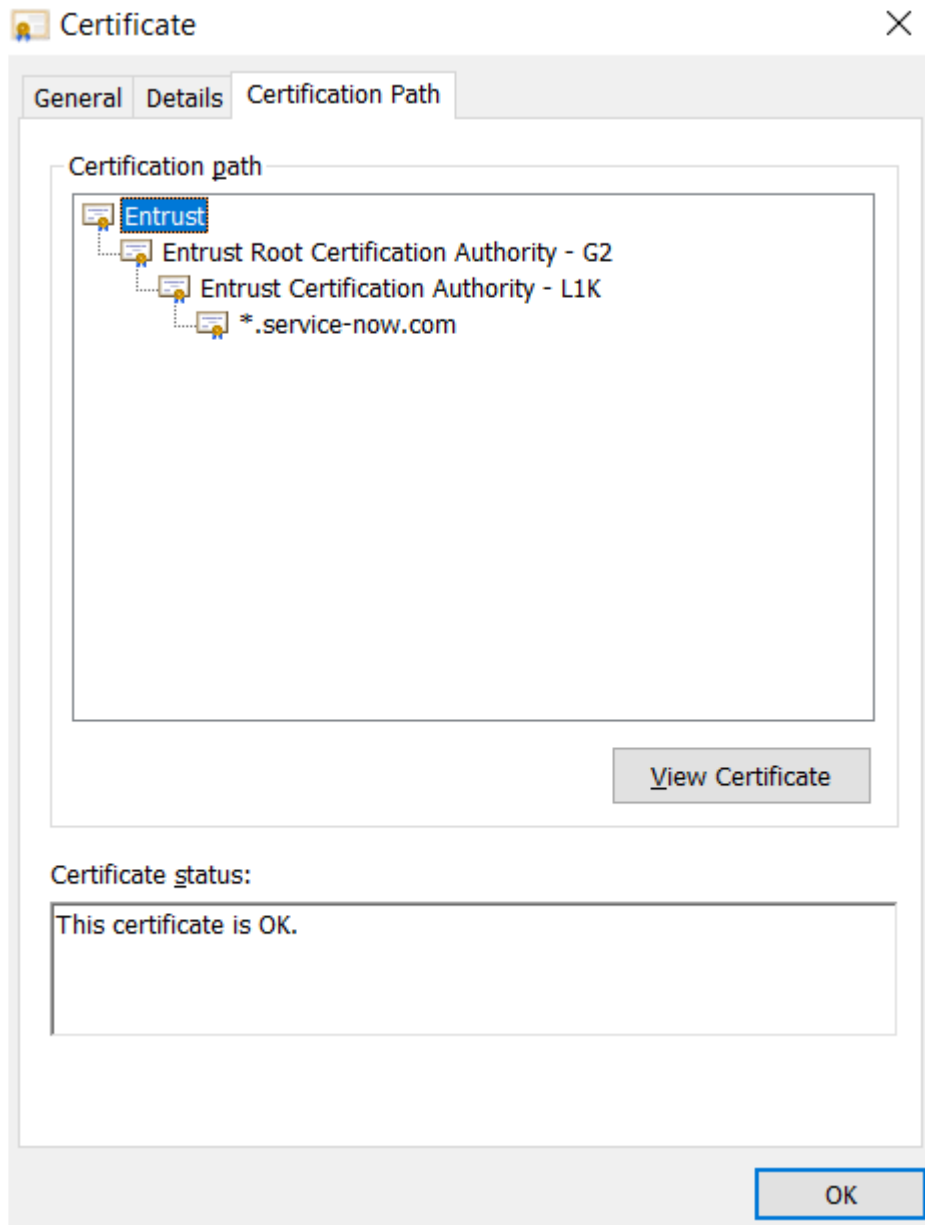 Certificate
General Details Certification Path
Certification path
Entrust
Entrust Root Certification Authority - G2
Entrust Certification Authority - L1K
*.service-now.com
View Certificate
Certificate status:
This certificate is OK.
OK